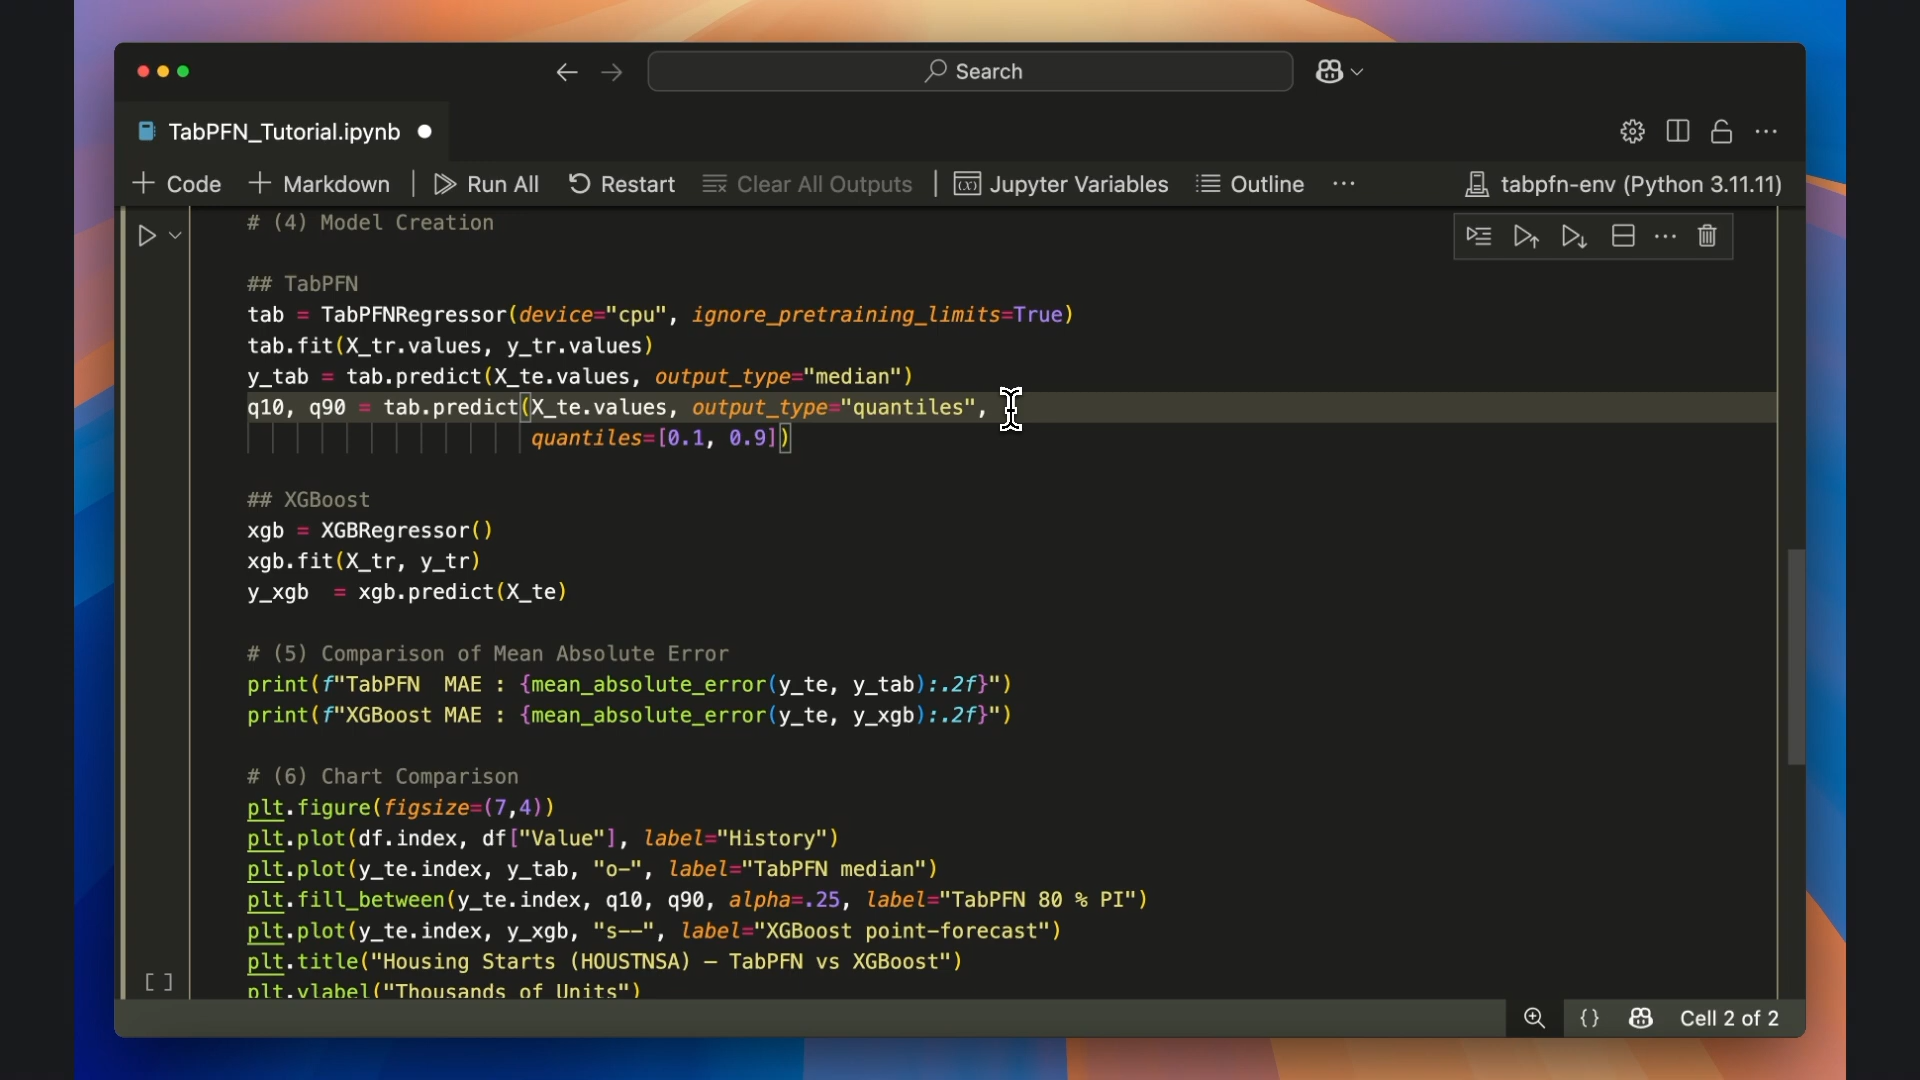 Search
TabPFN_Tutorial.ipynb
Code
Markdown
Run All
Restart
Clear All Outputs
Jupyter Variables
Outline
tabpfn-env (Python 3.11.11)
# (4) Model Creation
## TabPFN
tab = TabPFNRegressor(device="cpu", ignore_pretraining_limits=True)
tab.fit(X_tr.values, y_tr.values)
y_tab = tab.predict(X_te.values, output_type="median")
q10, q90 = tab.predict(X_te.values, output_type="quantiles",
quantiles=[0.1, 0.9])
## XGBoost
xgb = XGBRegressor()
xgb.fit(X_tr, y_tr)
y_xgb  = xgb.predict(X_te)
# (5) Comparison of Mean Absolute Error
print(f"TabPFN  MAE : {mean_absolute_error(y_te, y_tab):.2f}")
print(f"XGBoost MAE : {mean_absolute_error(y_te, y_xgb):.2f}")
# (6) Chart Comparison
plt.figure(figsize=(7,4))
plt.plot(df.index, df["Value"], label="History")
plt.plot(y_te.index, y_tab, "o-", label="TabPFN median")
plt.fill_between(y_te.index, q10, q90, alpha=.25, label="TabPFN 80 % PI")
plt.plot(y_te.index, y_xgb, "s--", label="XGBoost point-forecast")
plt.title("Housing Starts (HOUSTNSA) – TabPFN vs XGBoost")
plt.ylabel("Thousands of Units")
[ ]
{} Cell 2 of 2